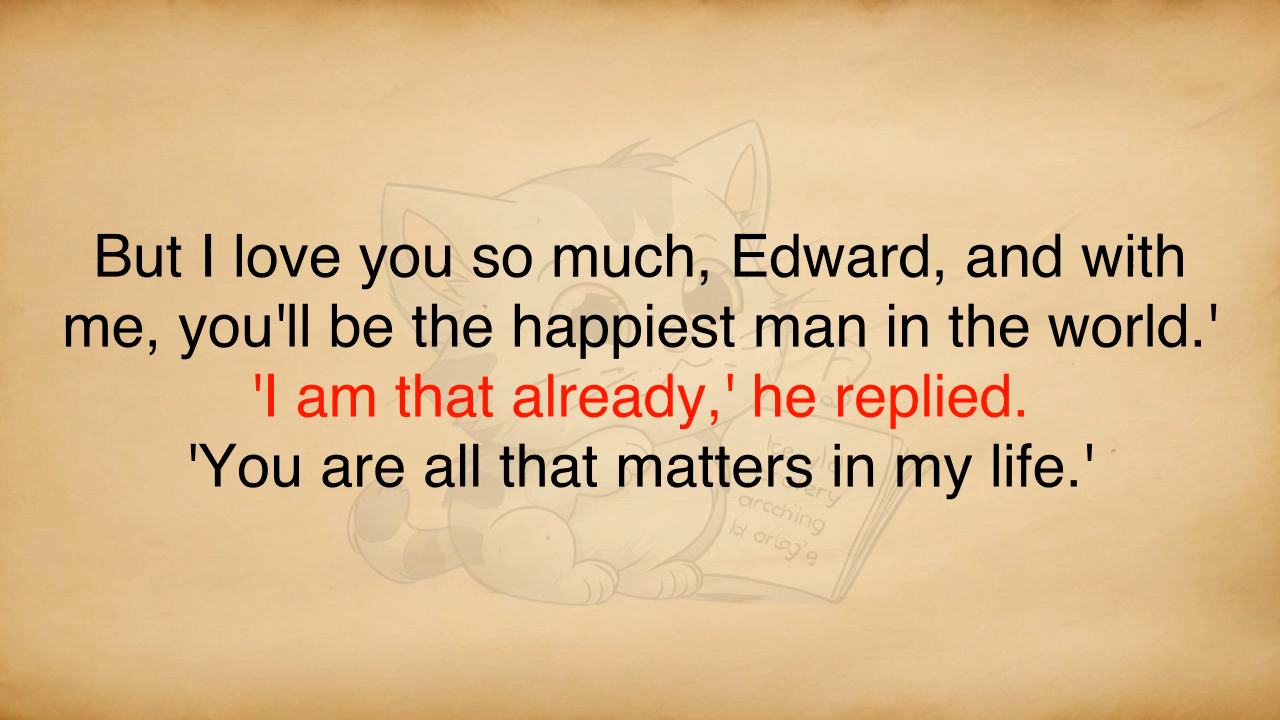 But I love you so much, Edward, and with
me, you'll be the happiest man in the world.'
'I am that already,' he replied.
'You are all that matters in my life.'
arcching